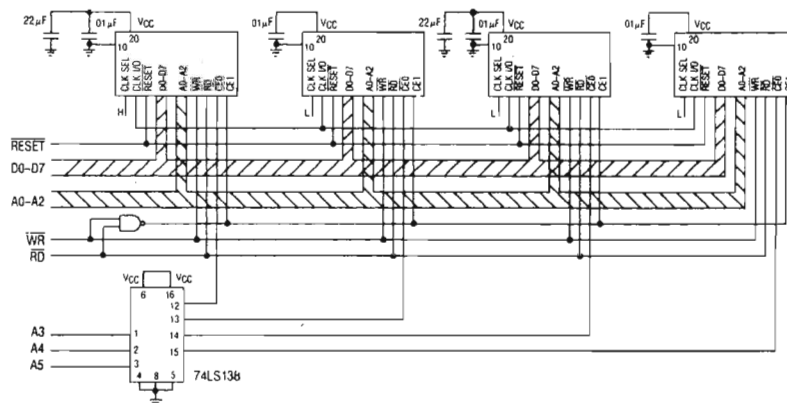 22µF
01µF
VCC
20
10
CLK SEL
CLK I/O
RESET
D0-D7
A0-A2
WR
RD
CE0
CE1
H
01µF
VCC
20
10
CLK SEL
CLK I/O
RESET
D0-D7
A0-A2
WR
RD
CE0
CE1
L
22µF
01µF
VCC
20
10
CLK SEL
CLK I/O
RESET
D0-D7
A0-A2
WR
RD
CE0
CE1
L
01µF
VCC
20
10
CLK SEL
CLK I/O
RESET
D0-D7
A0-A2
WR
RD
CE0
L
RESET
D0-D7
A0-A2
WR
RD
VCC
VCC
6
16
12
13
A3
1
14
A4
2
15
A5
3
4
8
5
74LS138